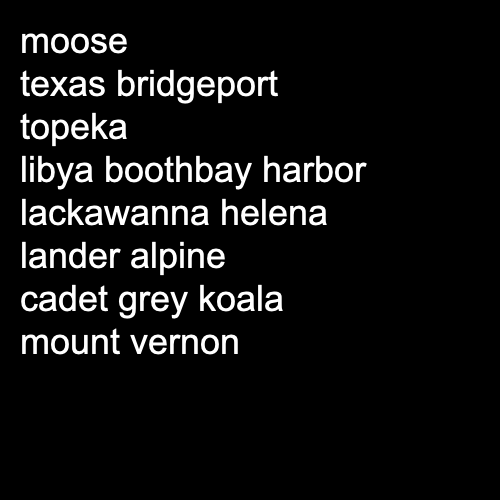 moose
texas bridgeport
topeka
libya boothbay harbor
lackawanna helena
lander alpine
cadet grey koala
mount vernon